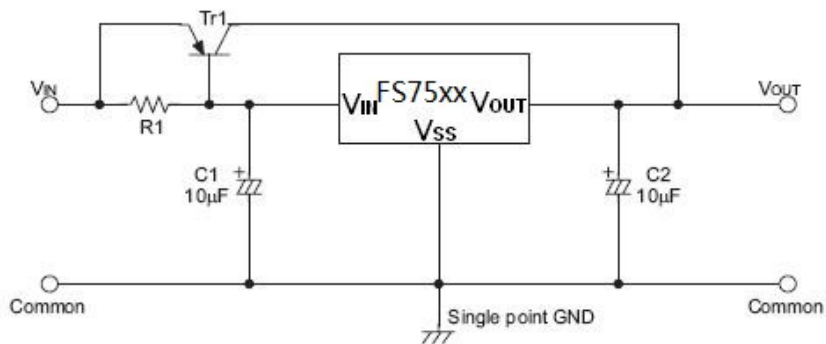 Tr1
VIN
R1
VIN FS75xx VOUT
VSS
VOUT
C1
10μF
+
C2
10μF
+
Common
Single point GND
Common